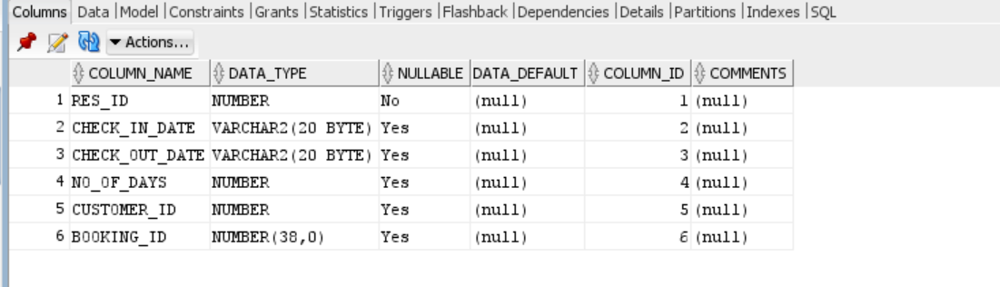 Columns Data |Model |Constraints |Grants |Statistics |Triggers |Flashback |Dependencies |Details |Partitions |Indexes |SQL
Actions...
COLUMN_NAME DATA_TYPE NULLABLE DATA_DEFAULT COLUMN_ID COMMENTS
1 RES_ID NUMBER No (null) 1 (null)
2 CHECK_IN_DATE VARCHAR2(20 BYTE) Yes (null) 2 (null)
3 CHECK_OUT_DATE VARCHAR2(20 BYTE) Yes (null) 3 (null)
4 NO_OF_DAYS NUMBER Yes (null) 4 (null)
5 CUSTOMER_ID NUMBER Yes (null) 5 (null)
6 BOOKING_ID NUMBER(38,0) Yes (null) 6 (null)